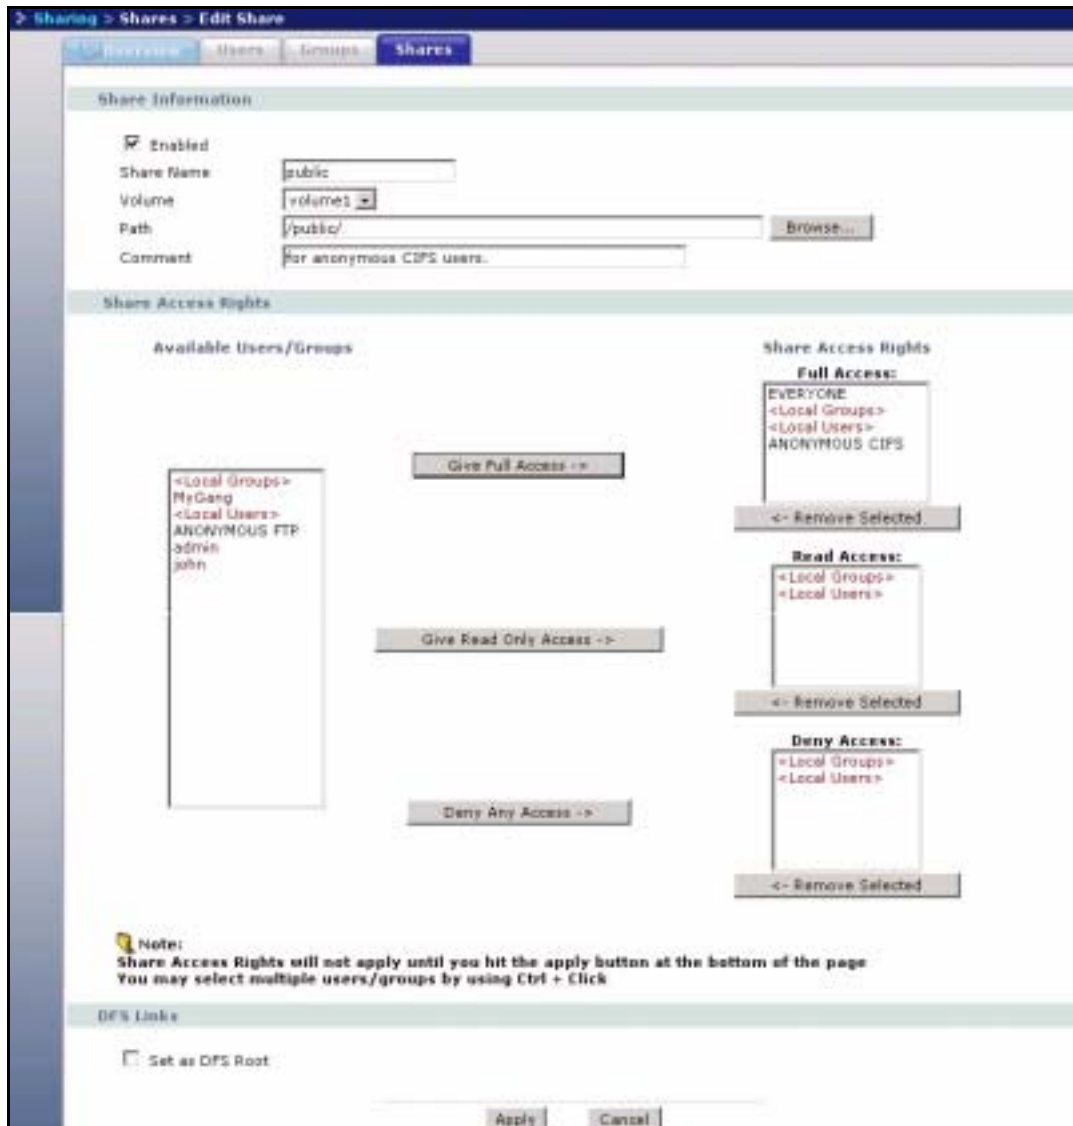 > Sharing > Shares > Edit Share
Overview Users Groups Shares
Share Information
Enabled
Share Name public
Volume volume1
Path /public/ Browse...
Comment for anonymous CIFS users.
Share Access Rights
Available Users/Groups
<Local Groups>
MyGang
<Local Users>
ANONYMOUS FTP
admin
john
Give Full Access ->
Give Read Only Access ->
Deny Any Access ->
Share Access Rights
Full Access:
EVERYONE
<Local Groups>
<Local Users>
ANONYMOUS CIFS
<- Remove Selected
Read Access:
<Local Groups>
<Local Users>
<- Remove Selected
Deny Access:
<Local Groups>
<Local Users>
<- Remove Selected
Note:
Share Access Rights will not apply until you hit the apply button at the bottom of the page
You may select multiple users/groups by using Ctrl + Click
DFS Links
Set as DFS Root
Apply Cancel